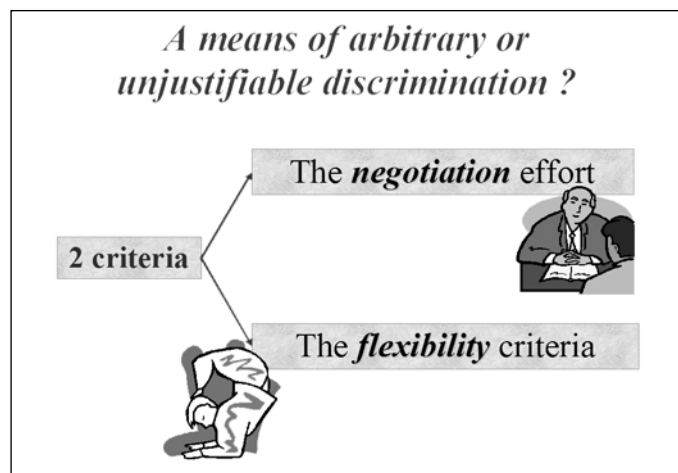 A means of arbitrary or
unjustifiable discrimination ?
The negotiation effort
2 criteria
The flexibility criteria